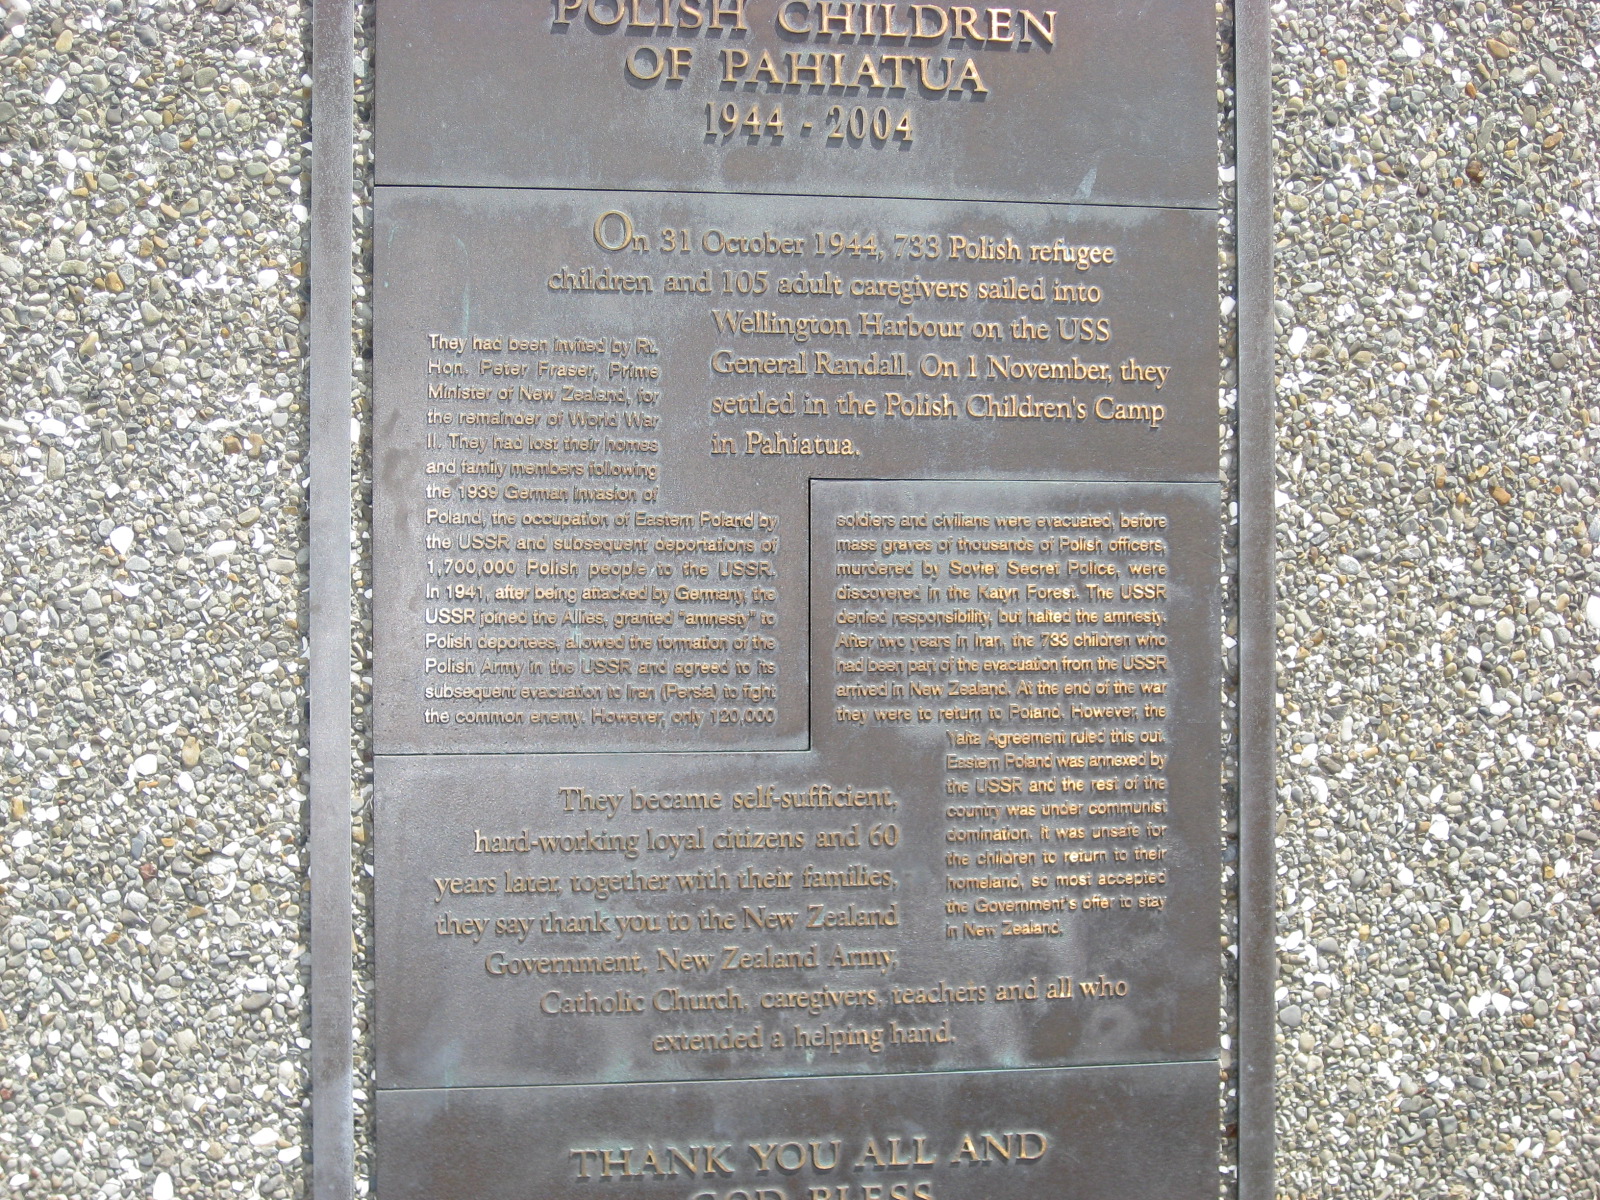 POLISH CHILDREN
OF PAHIATUA
1944 - 2004
On 31 October 1944, 733 Polish refugee
children and 105 adult caregivers sailed into
Wellington Harbour on the USS
General Randall. On 1 November, they
settled in the Polish Children's Camp
in Pahiatua.
They had been invited by Rt.
Hon. Peter Fraser, Prime
Minister of New Zealand, for
the remainder of World War
II. They had lost their homes
and family members following
the 1939 German invasion of
Poland, the occupation of Eastern Poland by
the USSR and subsequent deportations of
1,700,000 Polish people to the USSR.
In 1941, after being attacked by Germany, the
USSR joined the Allies, granted "amnesty" to
Polish deportees, allowed the formation of the
Polish Army in the USSR and agreed to its
subsequent evacuation to Iran (Persia) to fight
the common enemy. However, only 120,000
soldiers and civilians were evacuated, before
mass graves of thousands of Polish officers,
murdered by Soviet Secret Police, were
discovered in the Katyn Forest. The USSR
denied responsibility, but halted the amnesty.
After two years in Iran, the 733 children who
had been part of the evacuation from the USSR
arrived in New Zealand. At the end of the war
they were to return to Poland. However, the
Yalta Agreement ruled this out.
Eastern Poland was annexed by
the USSR and the rest of the
country was under communist
domination. It was unsafe for
the children to return to their
homeland, so most accepted
the Government's offer to stay
in New Zealand.
They became self-sufficient,
hard-working loyal citizens and 60
years later, together with their families,
they say thank you to the New Zealand
Government, New Zealand Army,
Catholic Church, caregivers, teachers and all who
extended a helping hand.
THANK YOU ALL AND
GOD BLESS